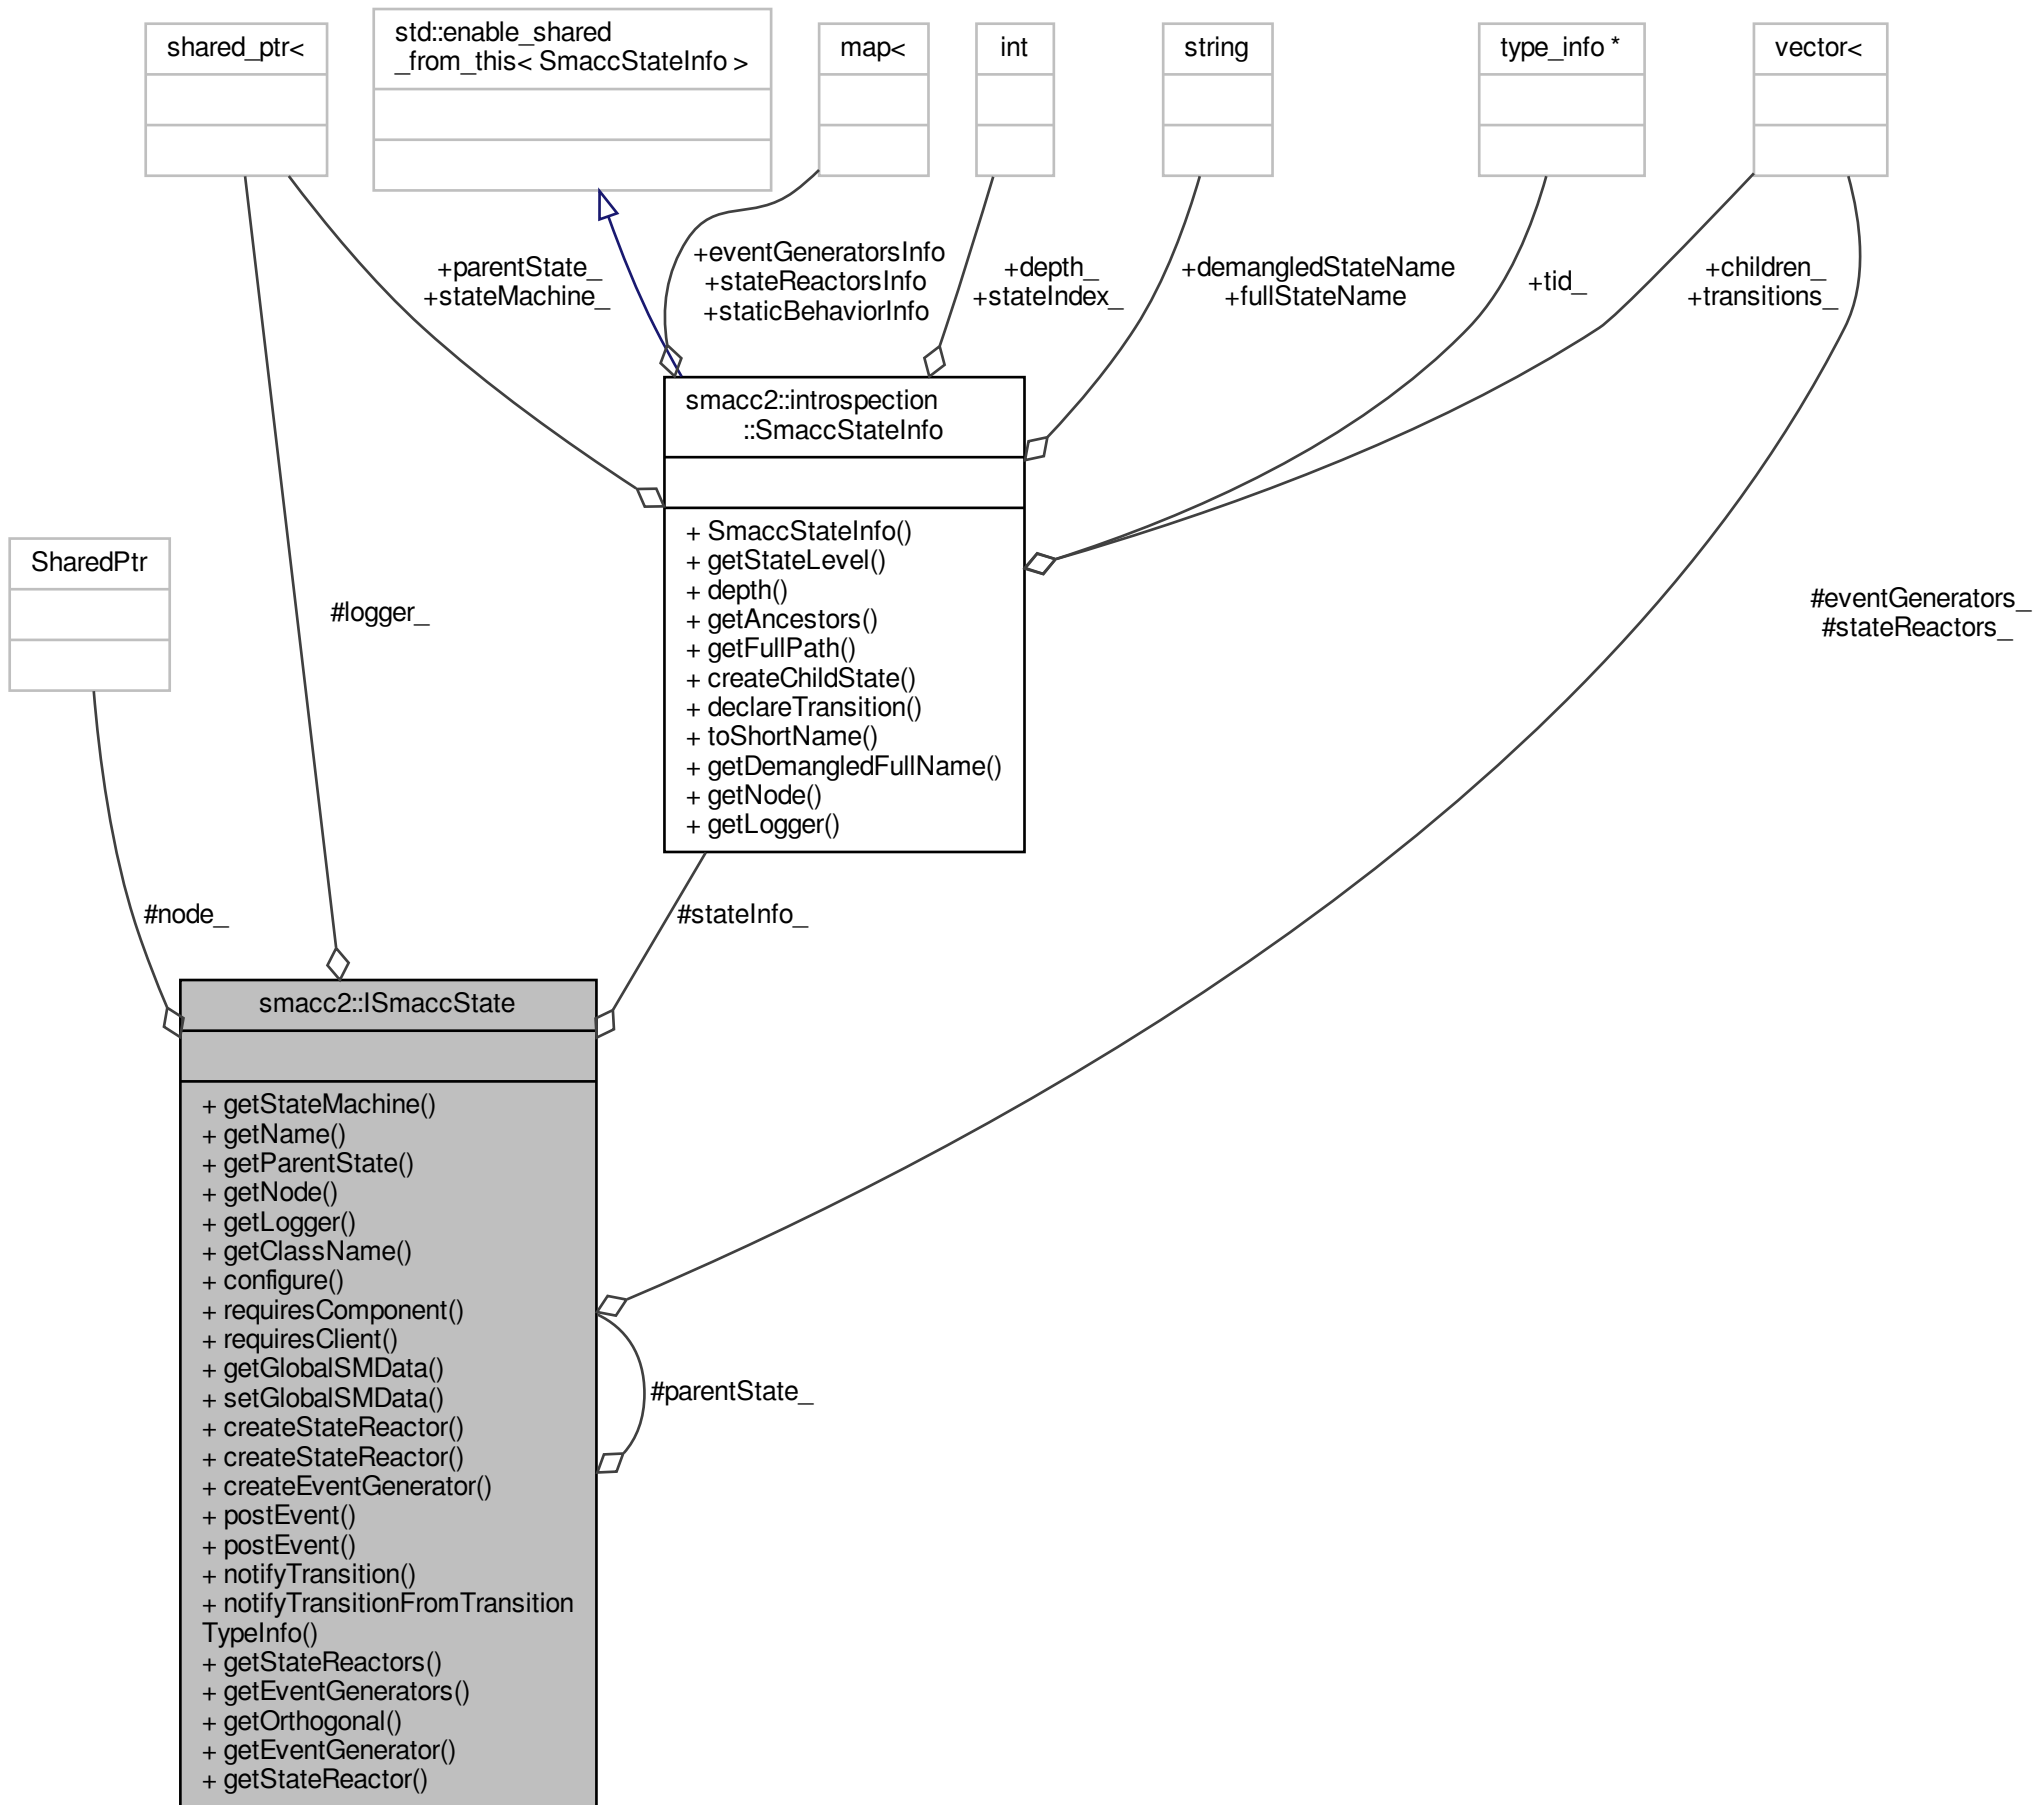 shared_ptr<
std::enable_shared
_from_this< SmaccStateInfo >
map<
int
string
type_info *
vector<
+parentState_
+stateMachine_
+eventGeneratorsInfo
+stateReactorsInfo
+staticBehaviorInfo
+depth_
+stateIndex_
+demangledStateName
+fullStateName
+tid_
+children_
+transitions_
smacc2::introspection
::SmaccStateInfo
+ SmaccStateInfo()
+ getStateLevel()
+ depth()
+ getAncestors()
+ getFullPath()
+ createChildState()
+ declareTransition()
+ toShortName()
+ getDemangledFullName()
+ getNode()
+ getLogger()
SharedPtr
#logger_
#eventGenerators_
#stateReactors_
#node_
#stateInfo_
smacc2::ISmaccState
+ getStateMachine()
+ getName()
+ getParentState()
+ getNode()
+ getLogger()
+ getClassName()
+ configure()
+ requiresComponent()
+ requiresClient()
+ getGlobalSMData()
+ setGlobalSMData()
+ createStateReactor()
+ createStateReactor()
+ createEventGenerator()
+ postEvent()
+ postEvent()
+ notifyTransition()
+ notifyTransitionFromTransition
TypeInfo()
+ getStateReactors()
+ getEventGenerators()
+ getOrthogonal()
+ getEventGenerator()
+ getStateReactor()
#parentState_